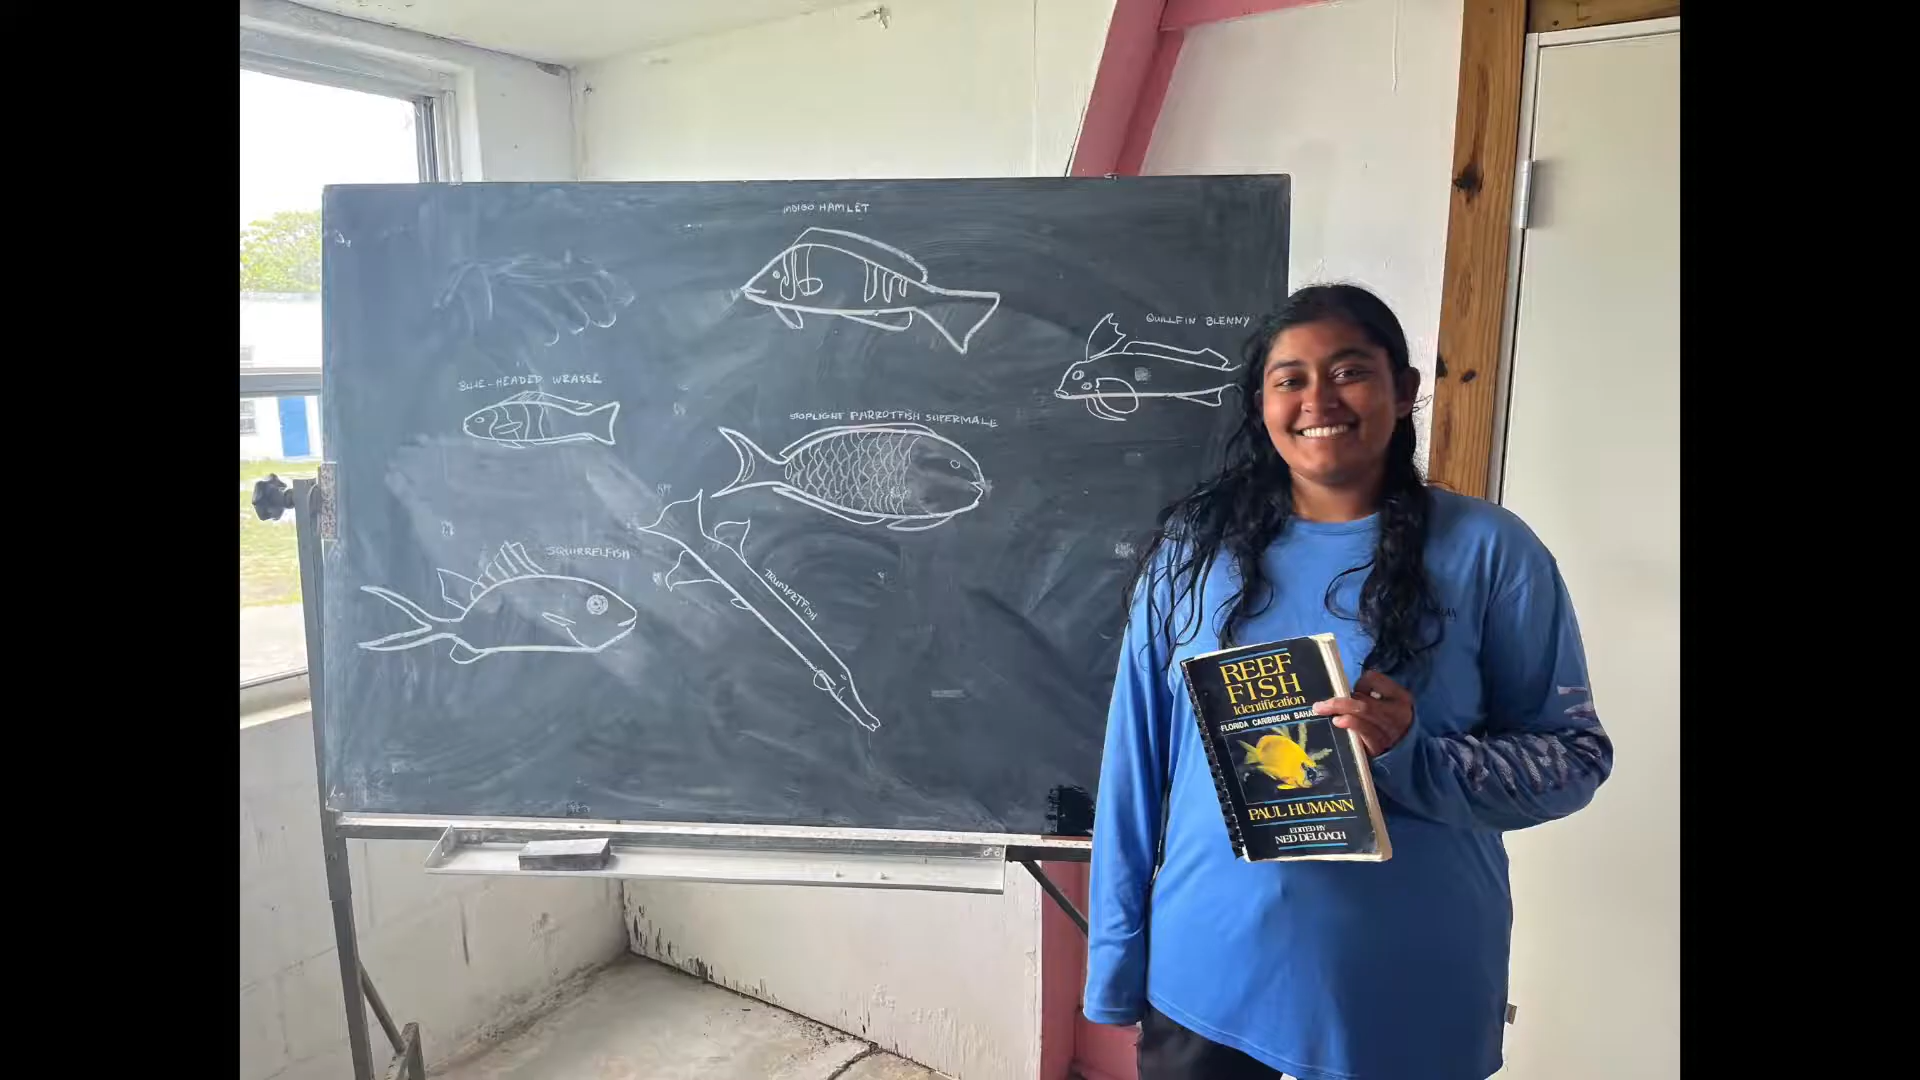 INDIGO HAMLET
QUILLFIN BLENNY
BLUE-HEADED WRASSE
STOPLIGHT PARROTFISH SUPERMALE
SQUIRRELFISH
TRUMPETFISH
REEF
FISH
Identification
FLORIDA CARIBBEAN
PAUL HUMANN
EDITED BY
NED DELOACH